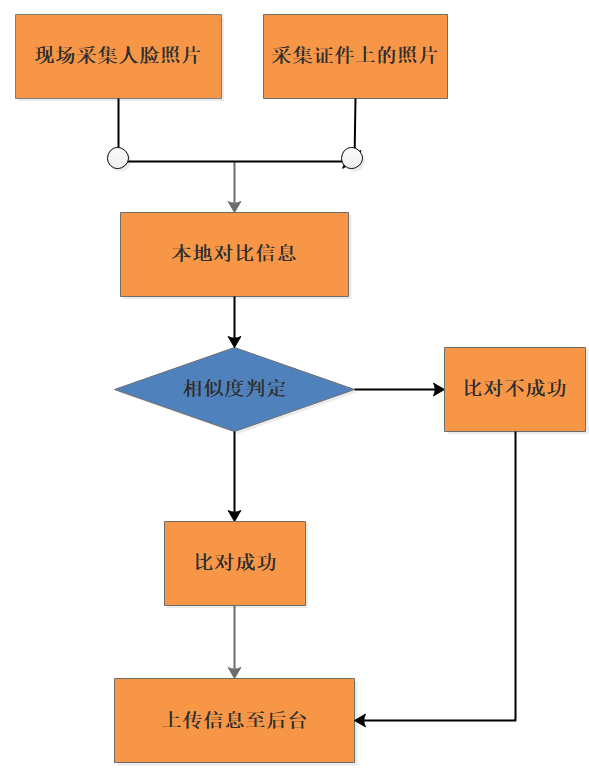 现场采集人脸照片
采集证件上的照片
本地对比信息
相似度判定
比对不成功
比对成功
上传信息至后台